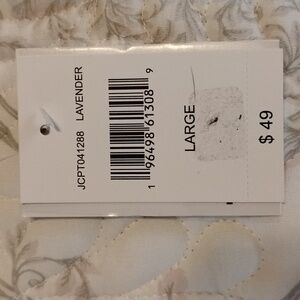 JCPT041288 LAVENDER
1 96498 61308 9
LARGE
$ 49